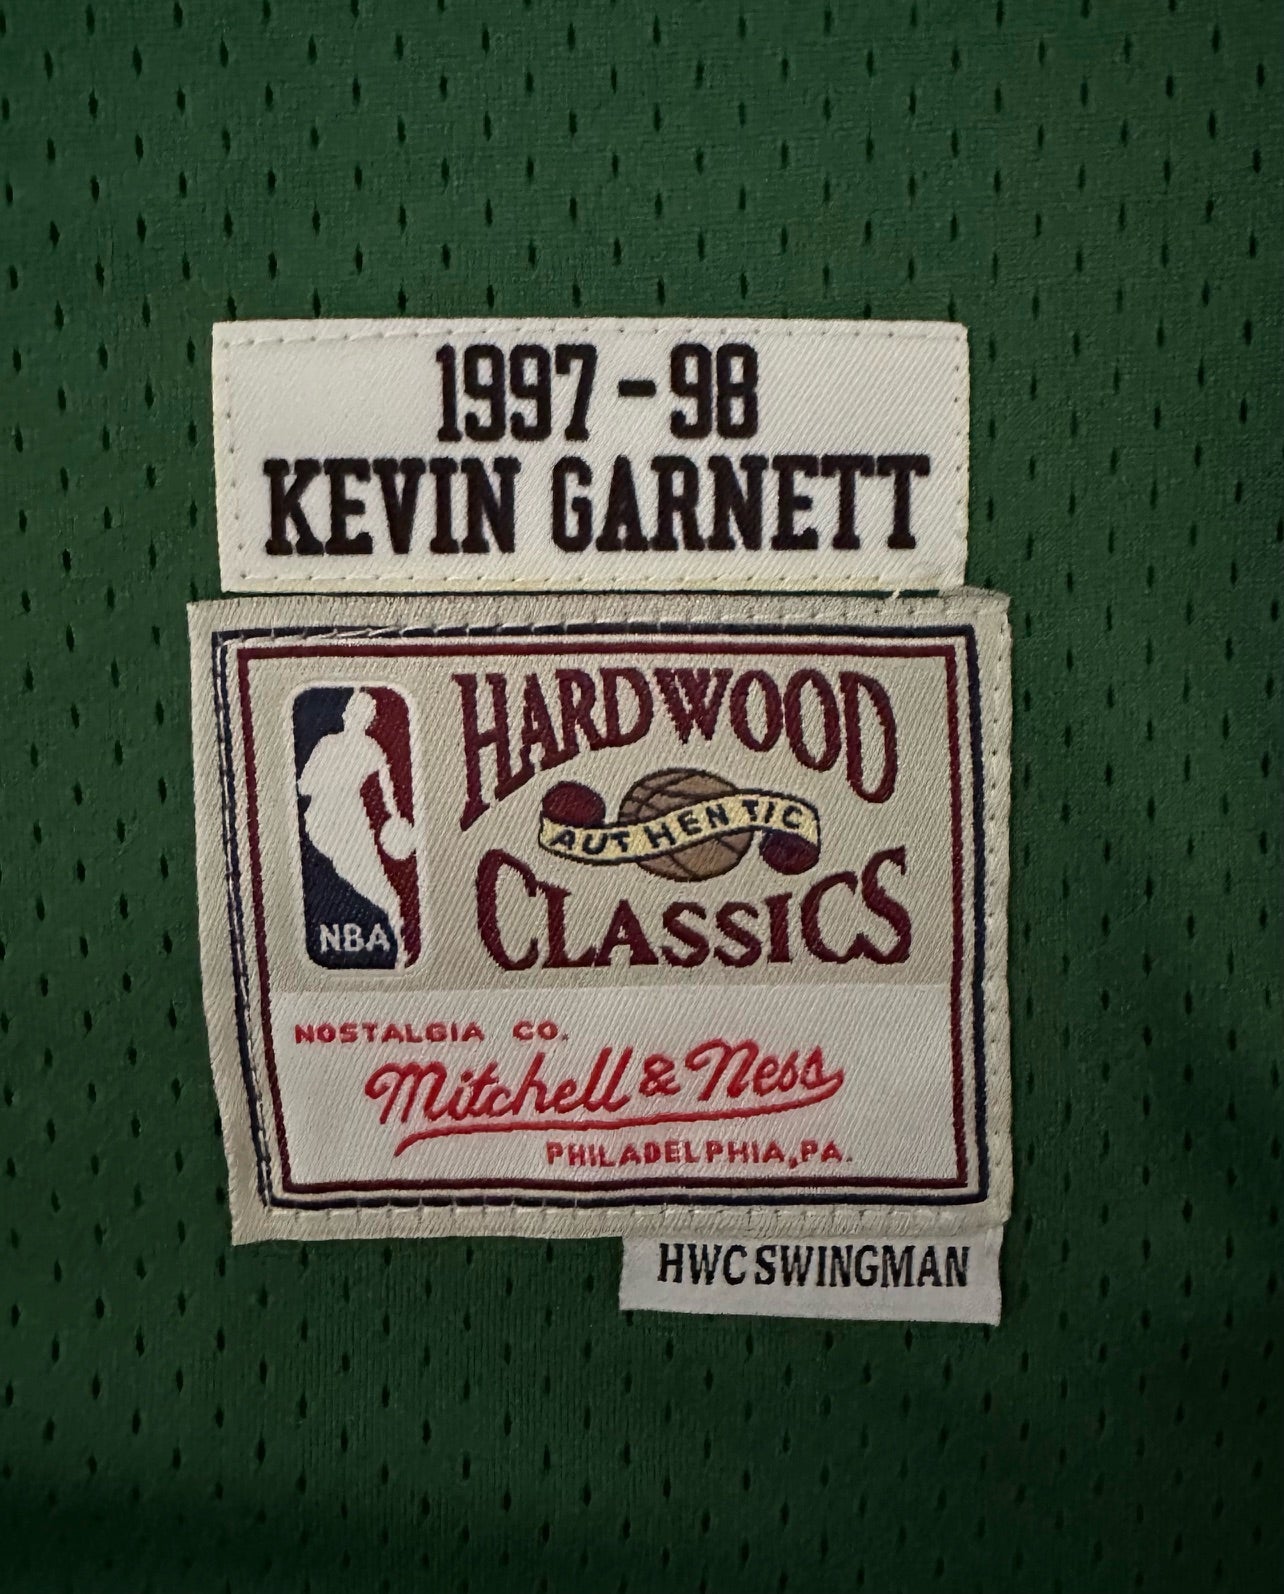 1997-98
KEVIN GARNETT
HARDWOOD
AUTHENTIC
CLASSICS
NBA
NOSTALGIA CO.
Mitchell & Ness
PHILADELPHIA, PA.
HWC SWINGMAN